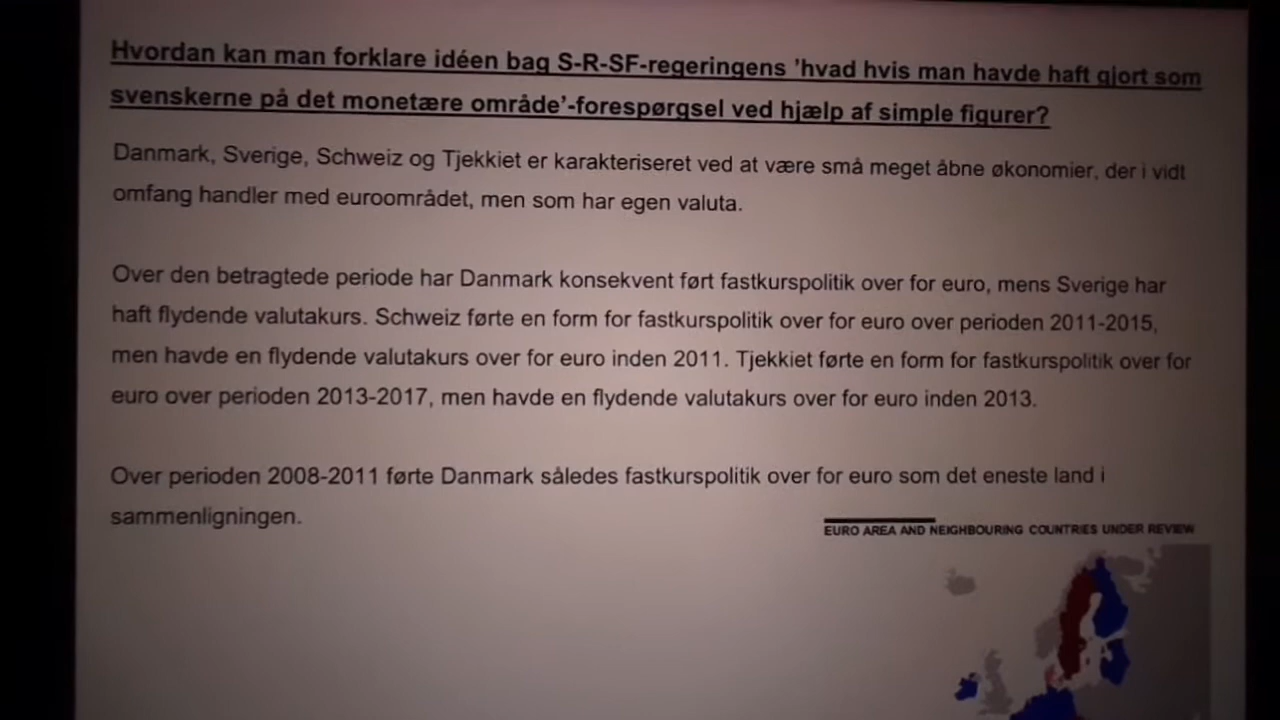 Hvordan kan man forklare idéen bag S-R-SF-regeringens 'hvad hvis man havde haft gjort som
svenskerne på det monetære område'-forespørgsel ved hjælp af simple figurer?
Danmark, Sverige, Schweiz og Tjekkiet er karakteriseret ved at være små meget åbne økonomier, der i vidt
omfang handler med euroområdet, men som har egen valuta.
Over den betragtede periode har Danmark konsekvent ført fastkurspolitik over for euro, mens Sverige har
haft flydende valutakurs. Schweiz førte en form for fastkurspolitik over for euro over perioden 2011-2015,
men havde en flydende valutakurs over for euro inden 2011. Tjekkiet førte en form for fastkurspolitik over for
euro over perioden 2013-2017, men havde en flydende valutakurs over for euro inden 2013.
Over perioden 2008-2011 førte Danmark således fastkurspolitik over for euro som det eneste land i
sammenligningen.
EURO AREA AND NEIGHBOURING COUNTRIES UNDER REVIEW